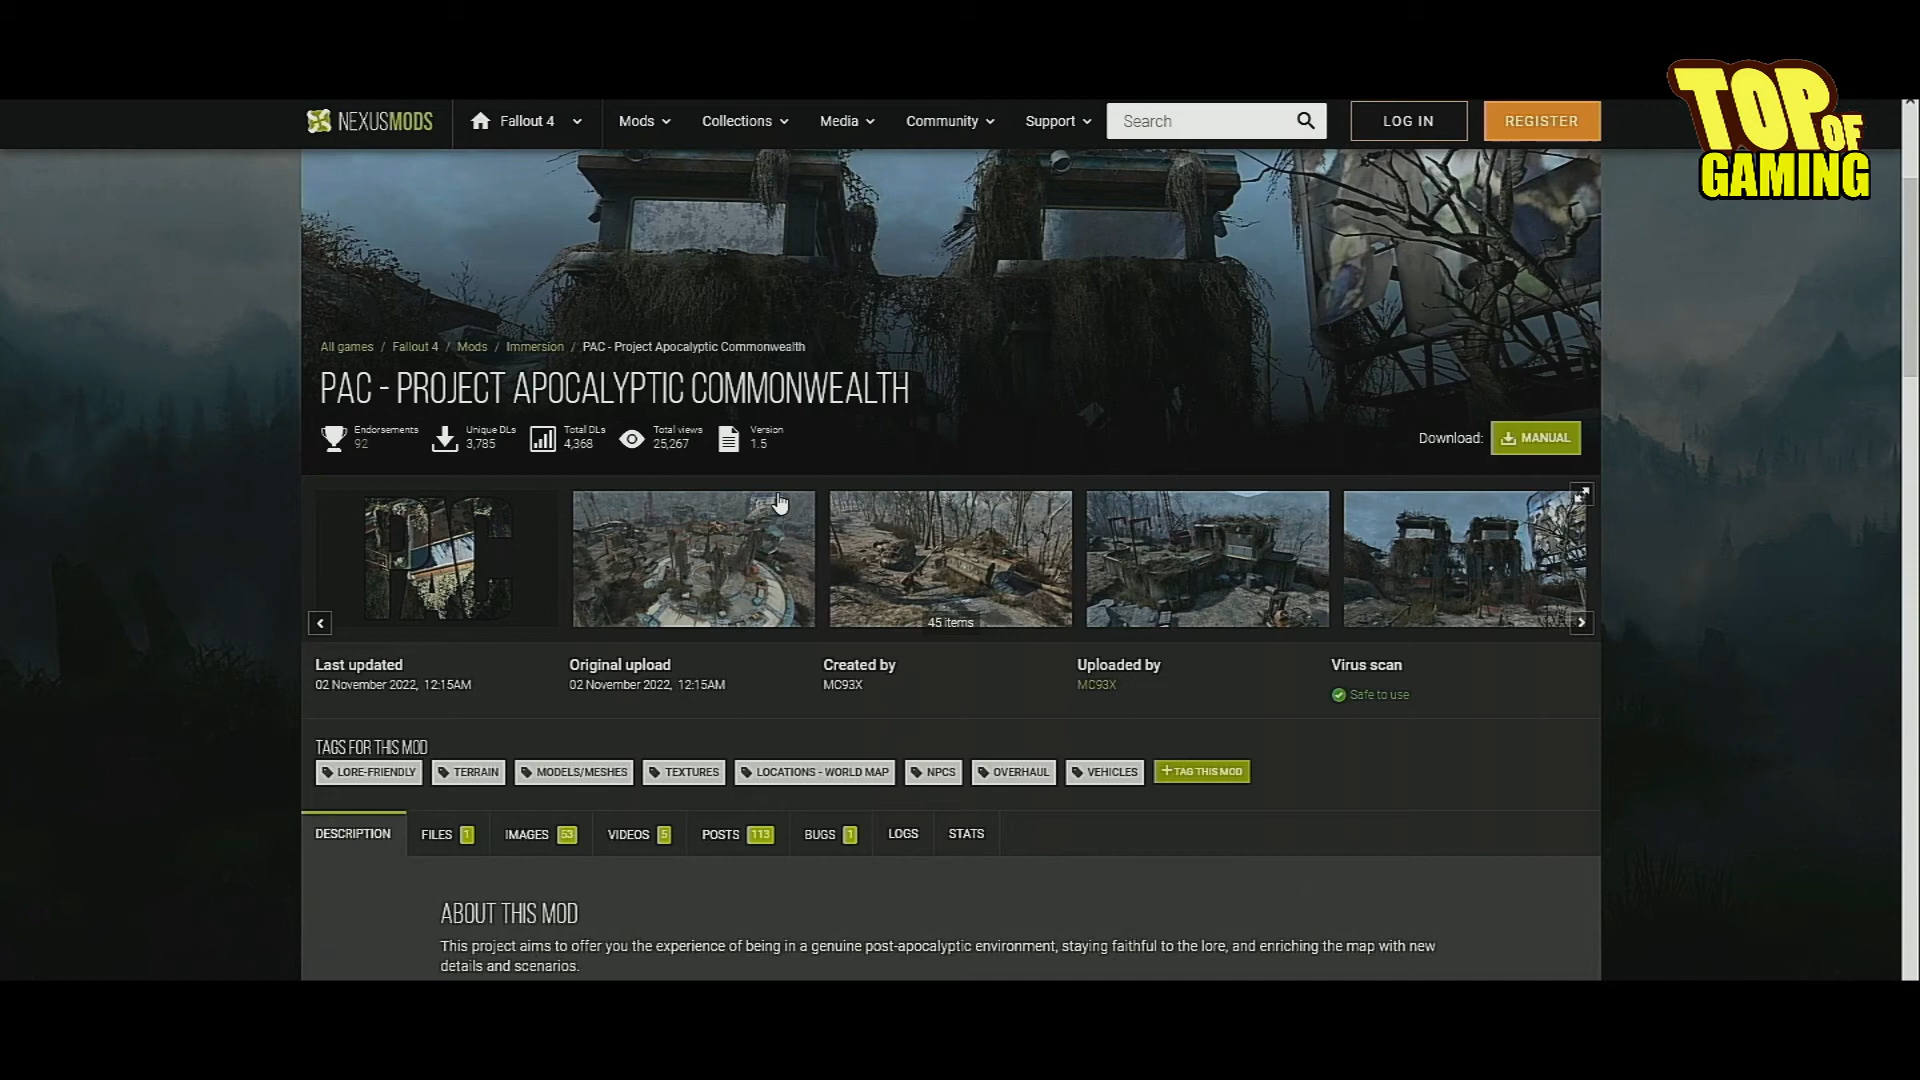 TOP OF GAMING
NEXUSMODS Fallout 4 Mods Collections Media Community Support Search LOG IN REGISTER
All games / Fallout 4 / Mods / Immersion / PAC - Project Apocalyptic Commonwealth
PAC - PROJECT APOCALYPTIC COMMONWEALTH
Endorsements Unique DLs Total DLs Total views Version
92 3,785 4,368 25,267 1.5
Download: MANUAL
PAC
45 items
Last updated Original upload Created by Uploaded by Virus scan
02 November 2022, 12:15AM 02 November 2022, 12:15AM MC93X MC93X Safe to use
TAGS FOR THIS MOD
LORE-FRIENDLY TERRAIN MODELS/MESHES TEXTURES LOCATIONS - WORLD MAP NPCS OVERHAUL VEHICLES +TAG THIS MOD
DESCRIPTION FILES 1 IMAGES 53 VIDEOS 5 POSTS 113 BUGS 1 LOGS STATS
ABOUT THIS MOD
This project aims to offer you the experience of being in a genuine post-apocalyptic environment, staying faithful to the lore, and enriching the map with new
details and scenarios.